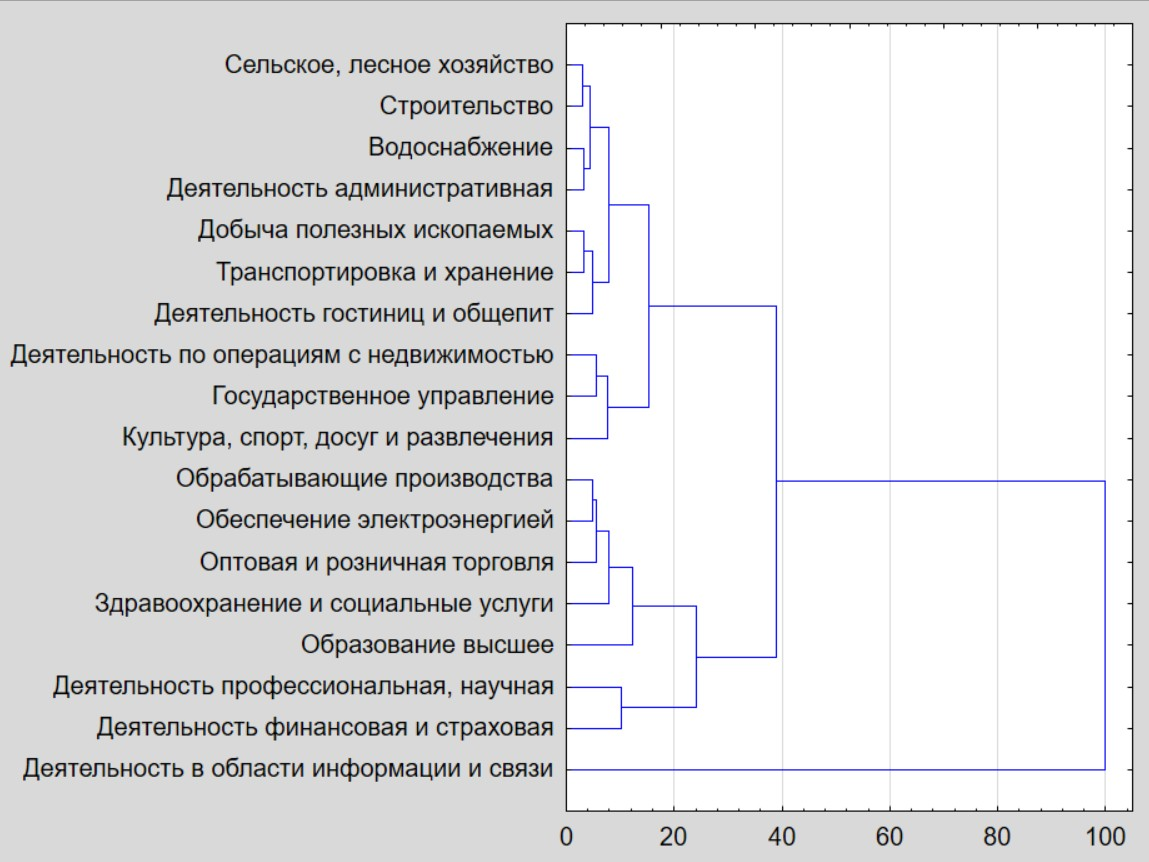 Сельское, лесное хозяйство
Строительство
Водоснабжение
Деятельность административная
Добыча полезных ископаемых
Транспортировка и хранение
Деятельность гостиниц и общепит
Деятельность по операциям с недвижимостью
Государственное управление
Культура, спорт, досуг и развлечения
Обрабатывающие производства
Обеспечение электроэнергией
Оптовая и розничная торговля
Здравоохранение и социальные услуги
Образование высшее
Деятельность профессиональная, научная
Деятельность финансовая и страховая
Деятельность в области информации и связи
0 20 40 60 80 100